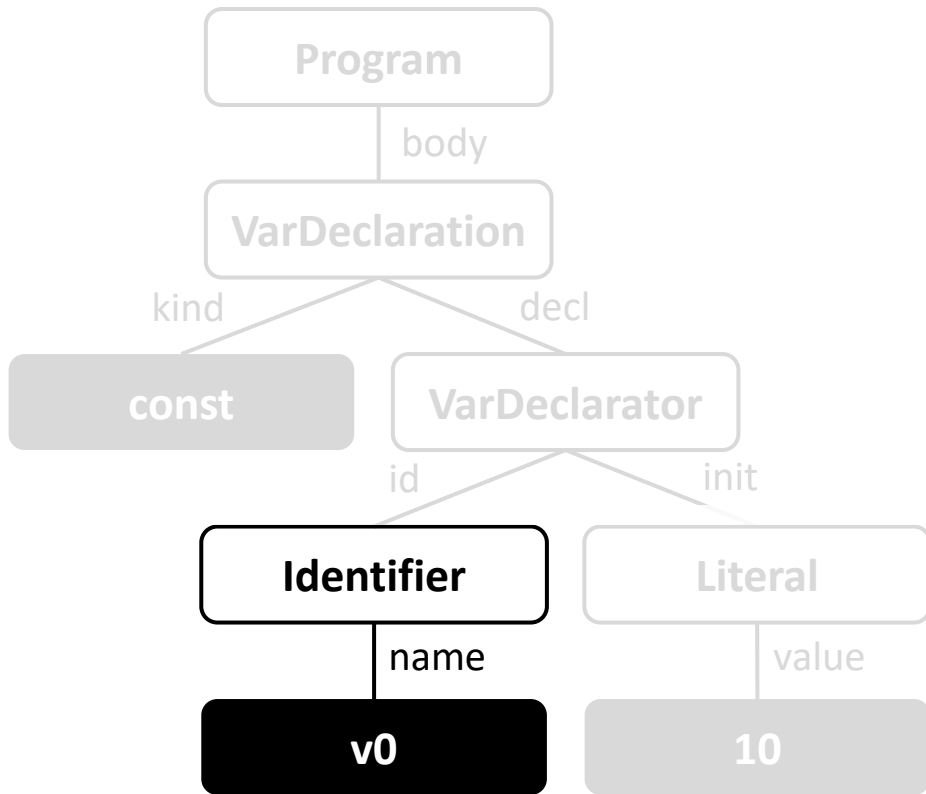 Program
body
VarDeclaration
kind
decl
const
VarDeclarator
id
init
Identifier
Literal
name
value
v0
10